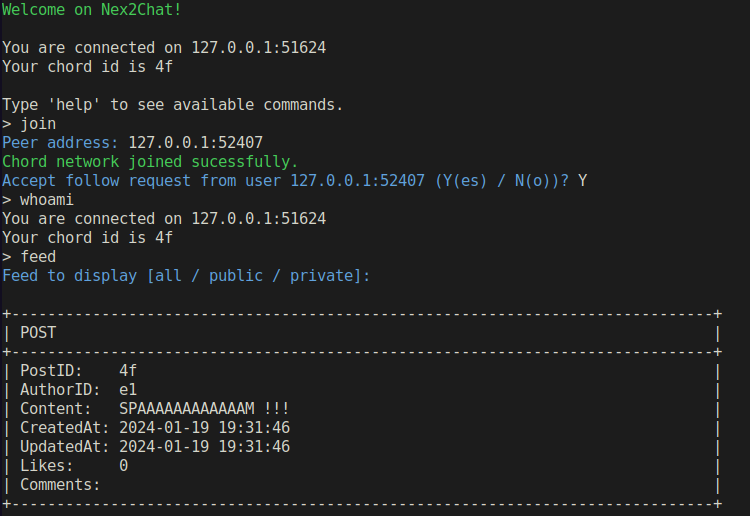 Welcome on Nex2Chat!
You are connected on 127.0.0.1:51624
Your chord id is 4f
Type 'help' to see available commands.
> join
Peer address: 127.0.0.1:52407
Chord network joined sucessfully.
Accept follow request from user 127.0.0.1:52407 (Y(es) / N(o))? Y
> whoami
You are connected on 127.0.0.1:51624
Your chord id is 4f
> feed
Feed to display [all / public / private]:
+------------------------------------------------------------------------------+
| POST |
+------------------------------------------------------------------------------+
| PostID: 4f |
| AuthorID: e1 |
| Content: SPAAAAAAAAAAAAM !!! |
| CreatedAt: 2024-01-19 19:31:46 |
| UpdatedAt: 2024-01-19 19:31:46 |
| Likes: 0 |
| Comments: |
+------------------------------------------------------------------------------+